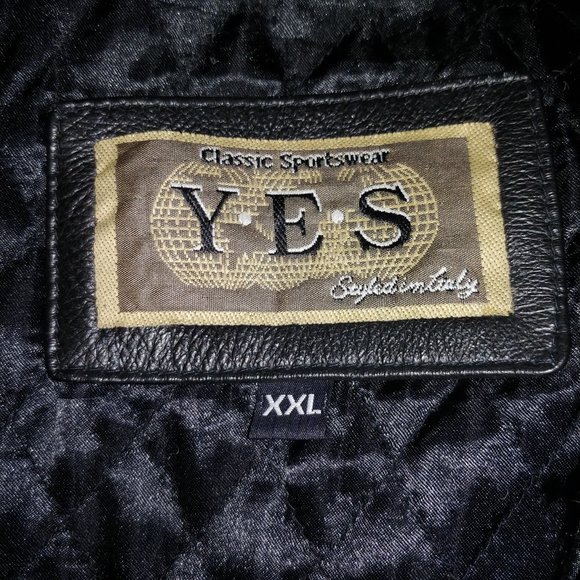 Classic Sportswear
Y·E·S
Styled in Italy
XXL